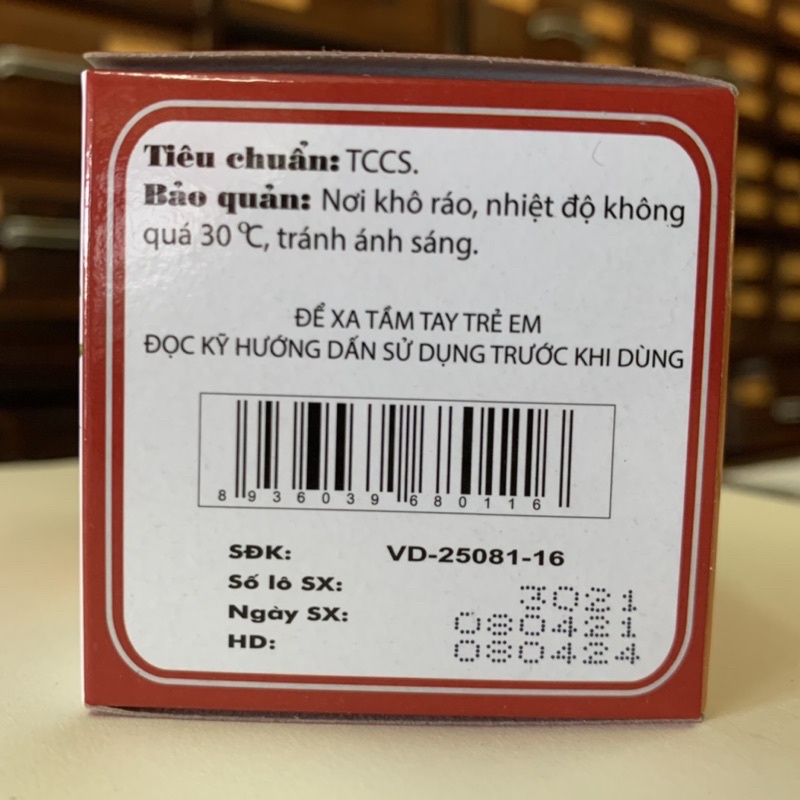 Tiêu chuẩn: TCCS.
Bảo quản: Nơi khô ráo, nhiệt độ không
quá 30 ℃, tránh ánh sáng.
ĐỂ XA TẦM TAY TRẺ EM
ĐỌC KỸ HƯỚNG DẤN SỬ DỤNG TRƯỚC KHI DÙNG
8 936039 680116
SĐK: VD-25081-16
Số lô SX: 3021
Ngày SX: 080421
HD: 080424